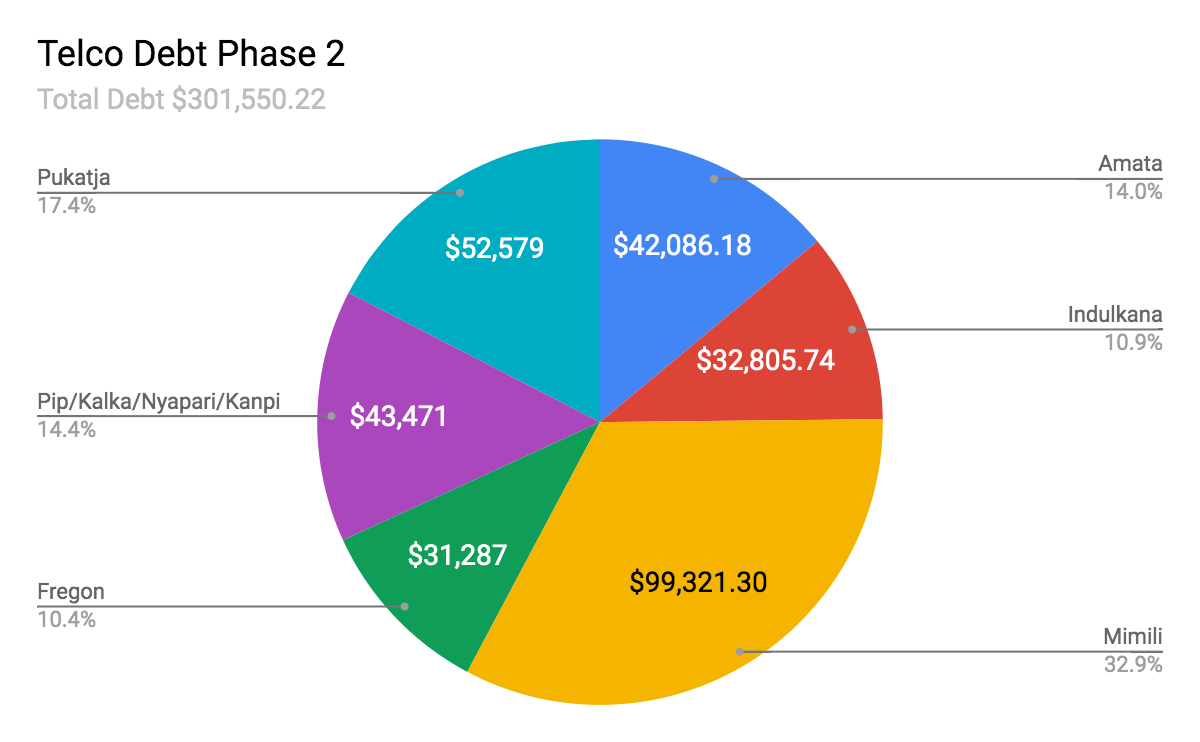 Telco Debt Phase 2
Total Debt $301,550.22
Pukatja
17.4%
$52,579
Amata
14.0%
$42,086.18
Indulkana
10.9%
$32,805.74
Pip/Kalka/Nyapari/Kanpi
14.4%
$43,471
Fregon
10.4%
$31,287
Mimili
32.9%
$99,321.30